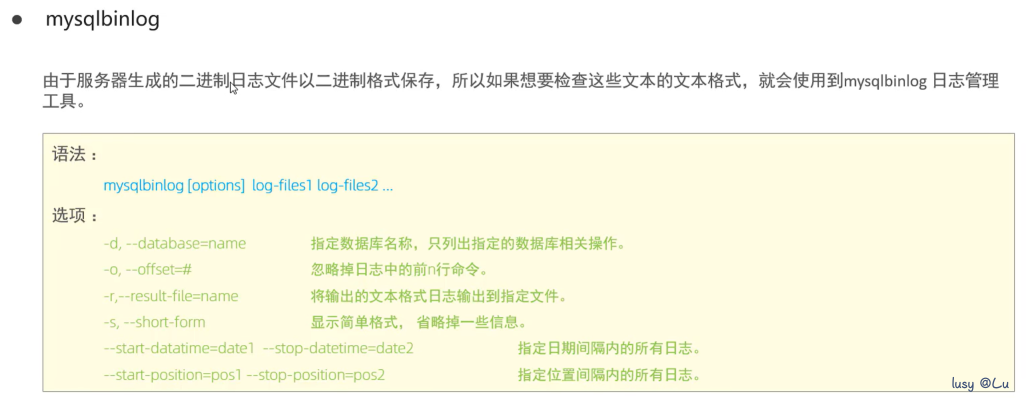 ● mysqlbinlog
由于服务器生成的二进制日志文件以二进制格式保存，所以如果想要检查这些文本的文本格式，就会使用到mysqlbinlog 日志管理
工具。
语法：
mysqlbinlog [options] log-files1 log-files2 ...
选项：
-d, --database=name 指定数据库名称，只列出指定的数据库相关操作。
-o, --offset=# 忽略掉日志中的前n行命令。
-r,--result-file=name 将输出的文本格式日志输出到指定文件。
-s, --short-form 显示简单格式， 省略掉一些信息。
--start-datatime=date1 --stop-datetime=date2 指定日期间隔内的所有日志。
--start-position=pos1 --stop-position=pos2 指定位置间隔内的所有日志。
lusy @Lu